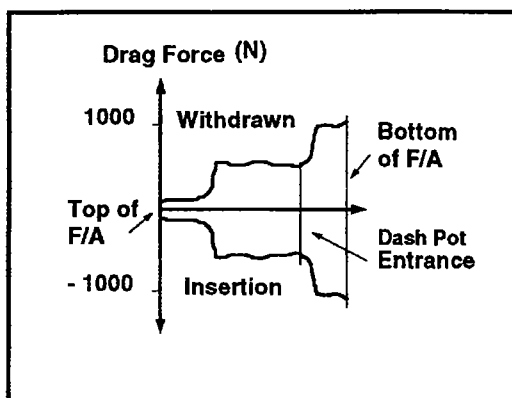 Drag Force (N)
1000
Withdrawn
Bottom
of F/A
Top of
F/A
Dash Pot
Entrance
- 1000
Insertion